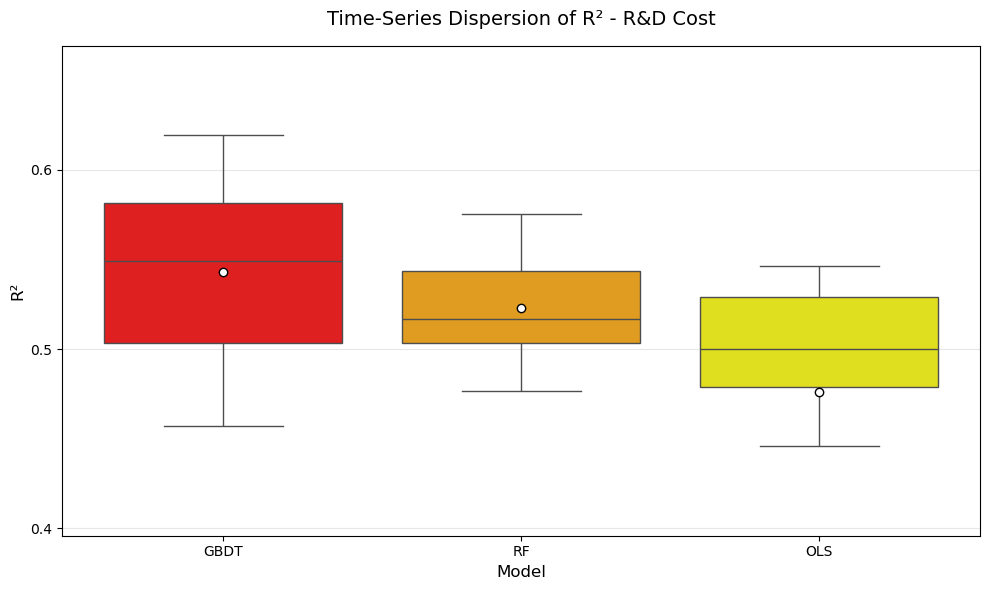 Time-Series Dispersion of R² - R&D Cost
R²
0.6
0.5
0.4
GBDT RF OLS
Model